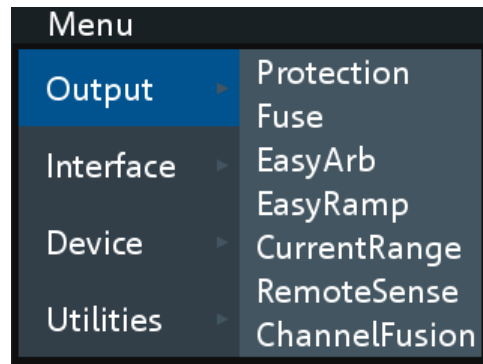 Menu
Output
Interface
Device
Utilities
Protection
Fuse
EasyArb
EasyRamp
CurrentRange
RemoteSense
ChannelFusion